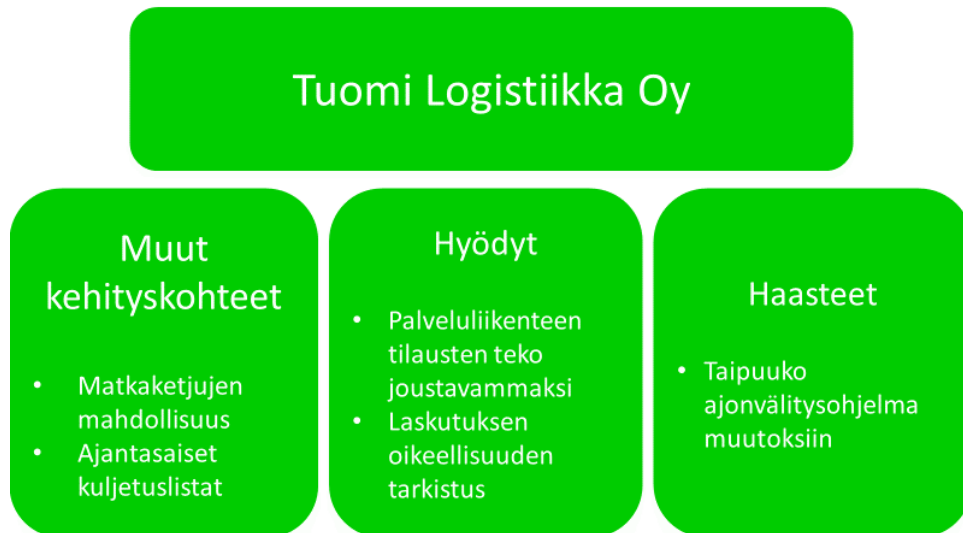 Tuomi Logistiikka Oy
Muut
kehityskohteet
• Matkaketjujen
mahdollisuus
• Ajantasaiset
kuljetuslistat
Hyödyt
• Palveluliikenteen
tilausten teko
joustavammaksi
• Laskutuksen
oikeellisuuden
tarkistus
Haasteet
• Taipuuko
ajonvälitysohjelma
muutoksiin